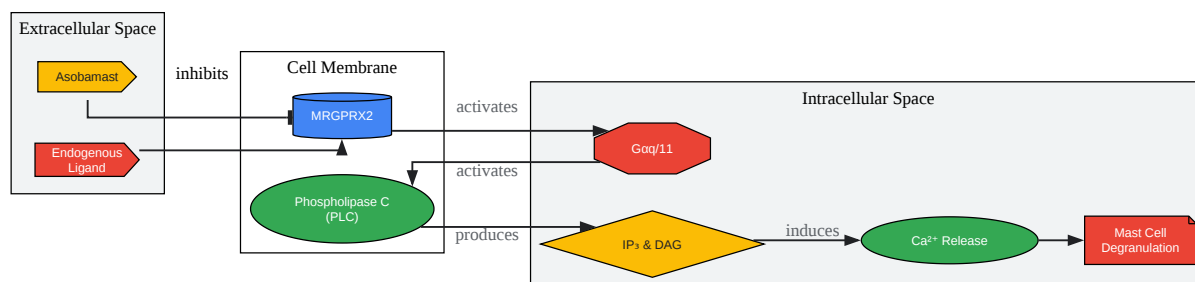 Extracellular Space
Asobamast
inhibits
Endogenous
Ligand
Cell Membrane
MRGPRX2
Phospholipase C
(PLC)
activates
activates
produces
Intracellular Space
Gαq/11
IP₃ & DAG
induces
Ca²⁺ Release
Mast Cell
Degranulation